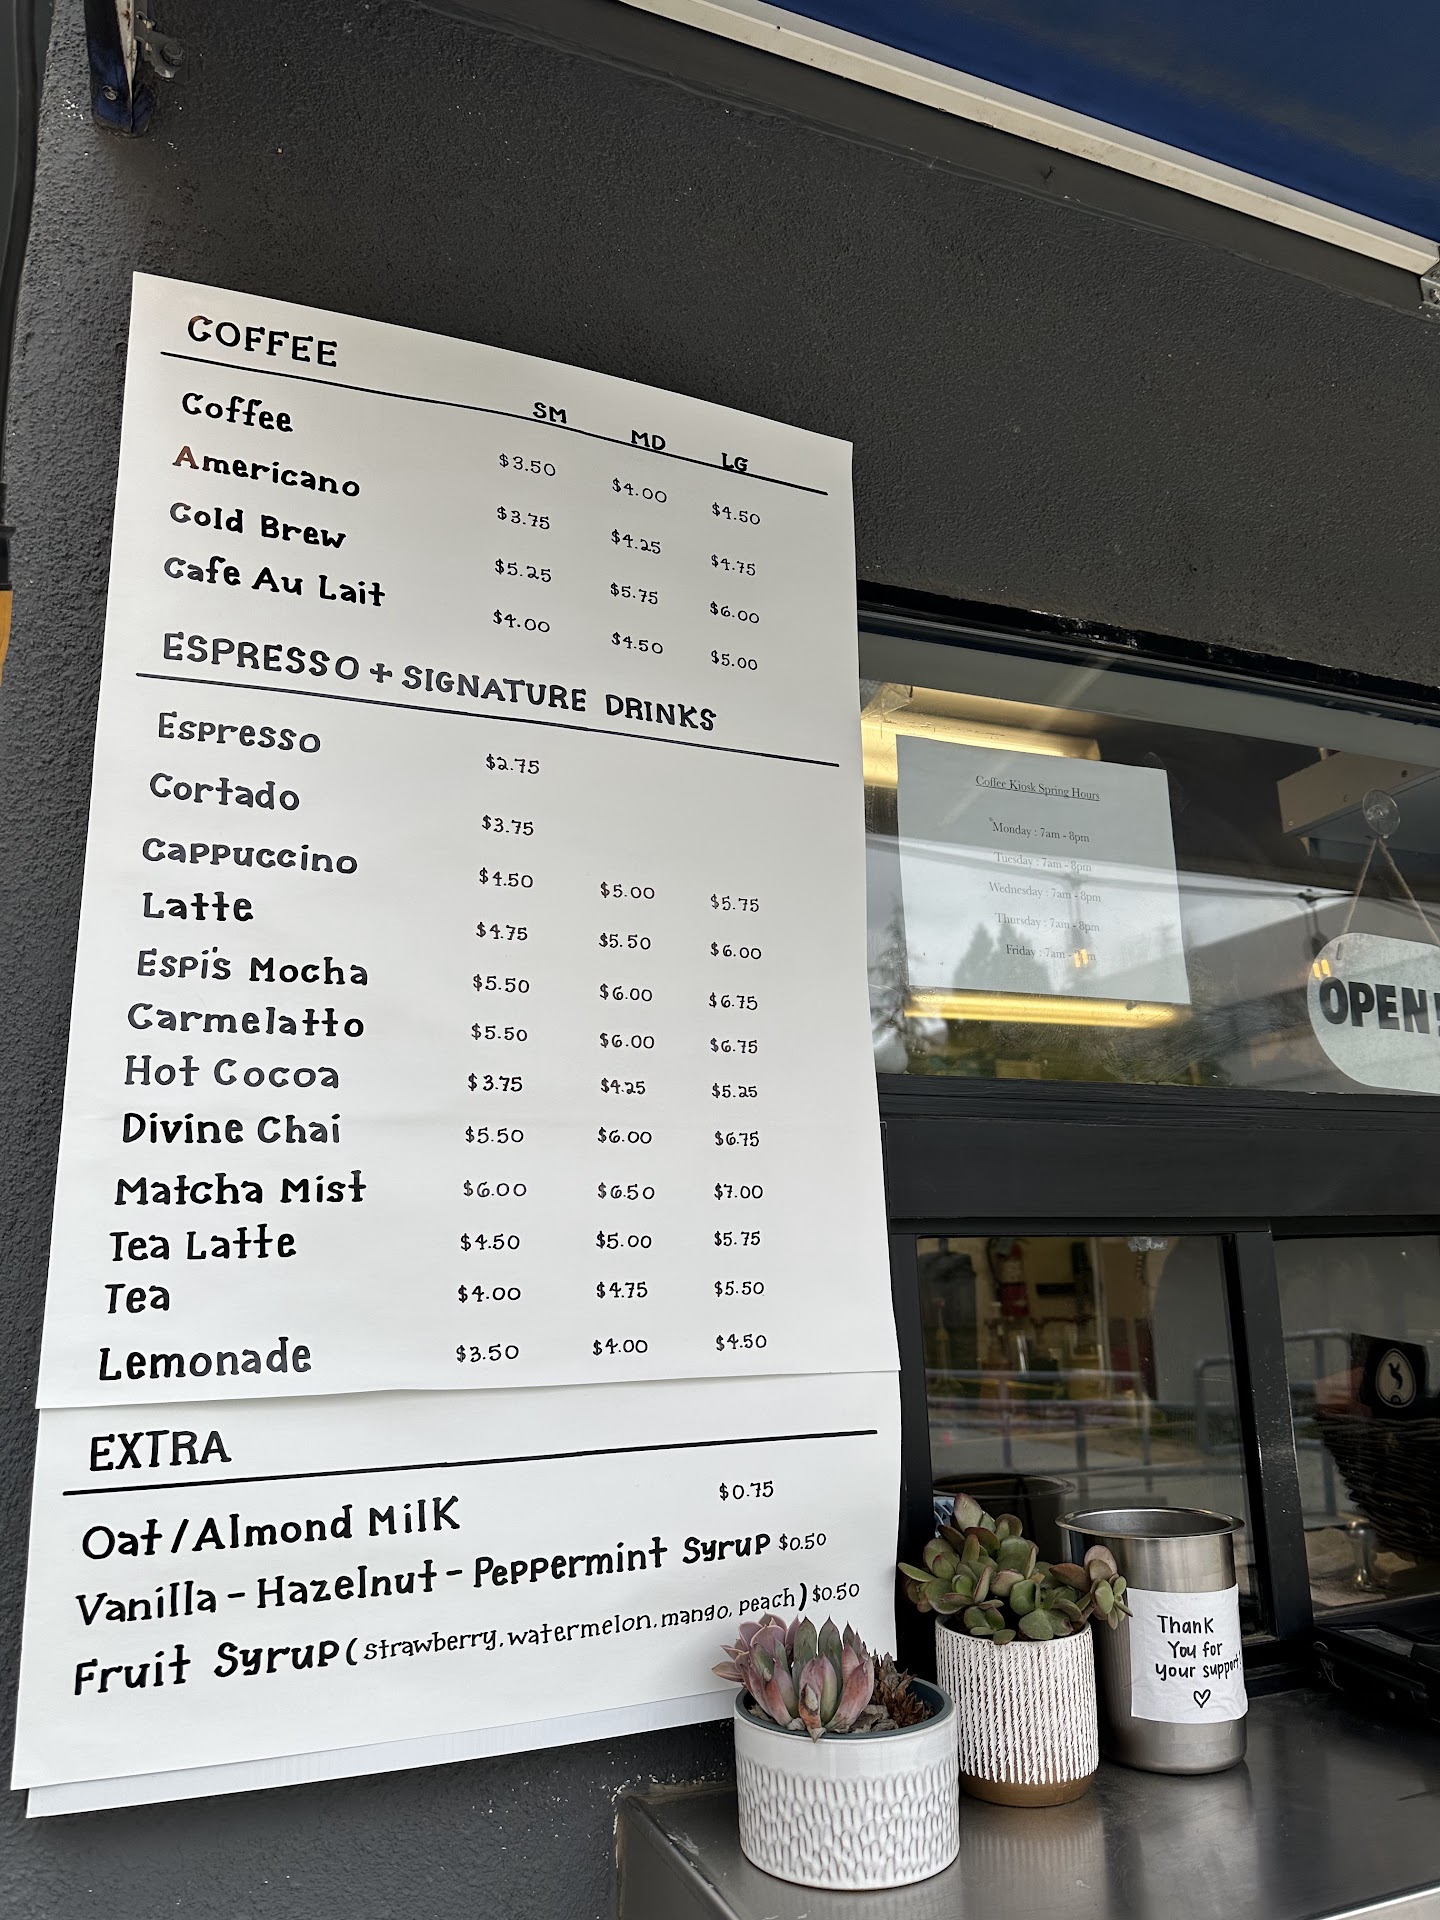 COFFEE
SM MD LG
Coffee $3.50 $4.00 $4.50
Americano $3.75 $4.25 $4.75
Cold Brew $5.25 $5.75 $6.00
Cafe Au Lait $4.00 $4.50 $5.00
ESPRESSO + SIGNATURE DRINKS
Espresso $2.75
Cortado $3.75
Cappuccino $4.50 $5.00 $5.75
Latte $4.75 $5.50 $6.00
Espi's Mocha $5.50 $6.00 $6.75
Carmelatto $5.50 $6.00 $6.75
Hot Cocoa $3.75 $4.25 $5.25
Divine Chai $5.50 $6.00 $6.75
Matcha Mist $6.00 $6.50 $7.00
Tea Latte $4.50 $5.00 $5.75
Tea $4.00 $4.75 $5.50
Lemonade $3.50 $4.00 $4.50
EXTRA
Oat/Almond Milk $0.75
Vanilla - Hazelnut - Peppermint Syrup $0.50
Fruit Syrup (strawberry, watermelon, mango, peach) $0.50
Coffee Kiosk Spring Hours
Monday : 7am - 8pm
Tuesday : 7am - 8pm
Wednesday : 7am - 8pm
Thursday : 7am - 8pm
Friday : 7am -
OPEN!
Thank
You for
your support!